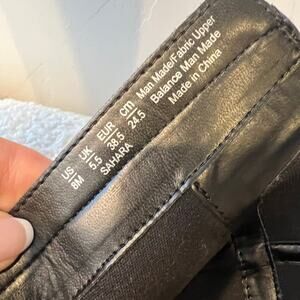 US UK EUR cm
8M 5.5 38.5 24.5
SAHARA
Man Made/Fabric Upper
Balance Man Made
Made in China